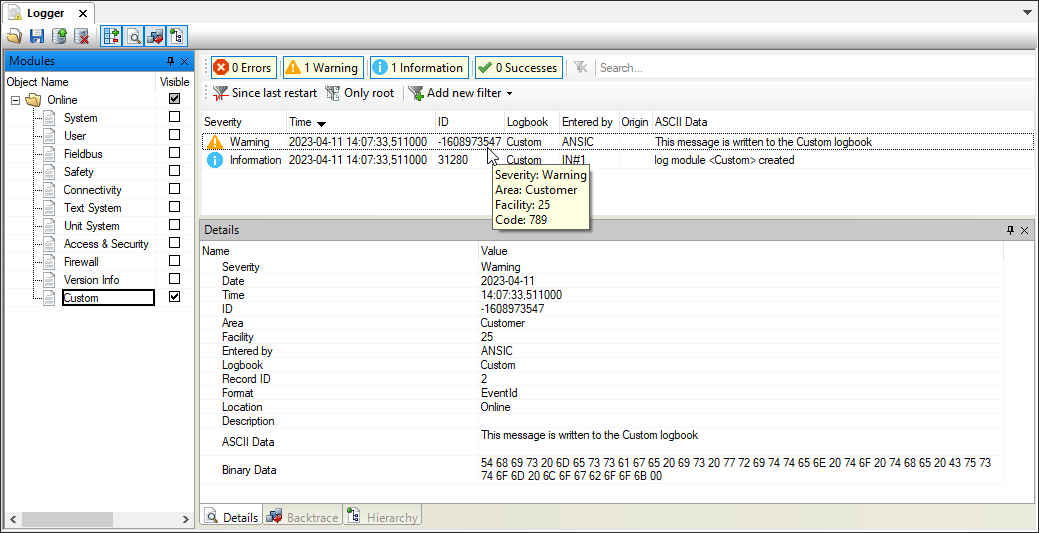 Logger
Modules
Object Name Visible
Online
System
User
Fieldbus
Safety
Connectivity
Text System
Unit System
Access & Security
Firewall
Version Info
Custom
0 Errors 1 Warning 1 Information 0 Successes Search...
Since last restart Only root Add new filter
Severity Time ID Logbook Entered by Origin ASCII Data
Warning 2023-04-11 14:07:33,511000 -1608973547 Custom ANSIC This message is written to the Custom logbook
Information 2023-04-11 14:07:33,511000 31280 Custom IN#1 log module <Custom> created
Severity: Warning
Area: Customer
Facility: 25
Code: 789
Details
Name Value
Severity Warning
Date 2023-04-11
Time 14:07:33,511000
ID -1608973547
Area Customer
Facility 25
Entered by ANSIC
Logbook Custom
Record ID 2
Format EventId
Location Online
Description
ASCII Data This message is written to the Custom logbook
Binary Data 54 68 69 73 20 6D 65 73 73 61 67 65 20 69 73 20 77 72 69 74 74 65 6E 20 74 6F 20 74 68 65 20 43 75 73
74 6F 6D 20 6C 6F 67 62 6F 6F 6B 00
Details Backtrace Hierarchy